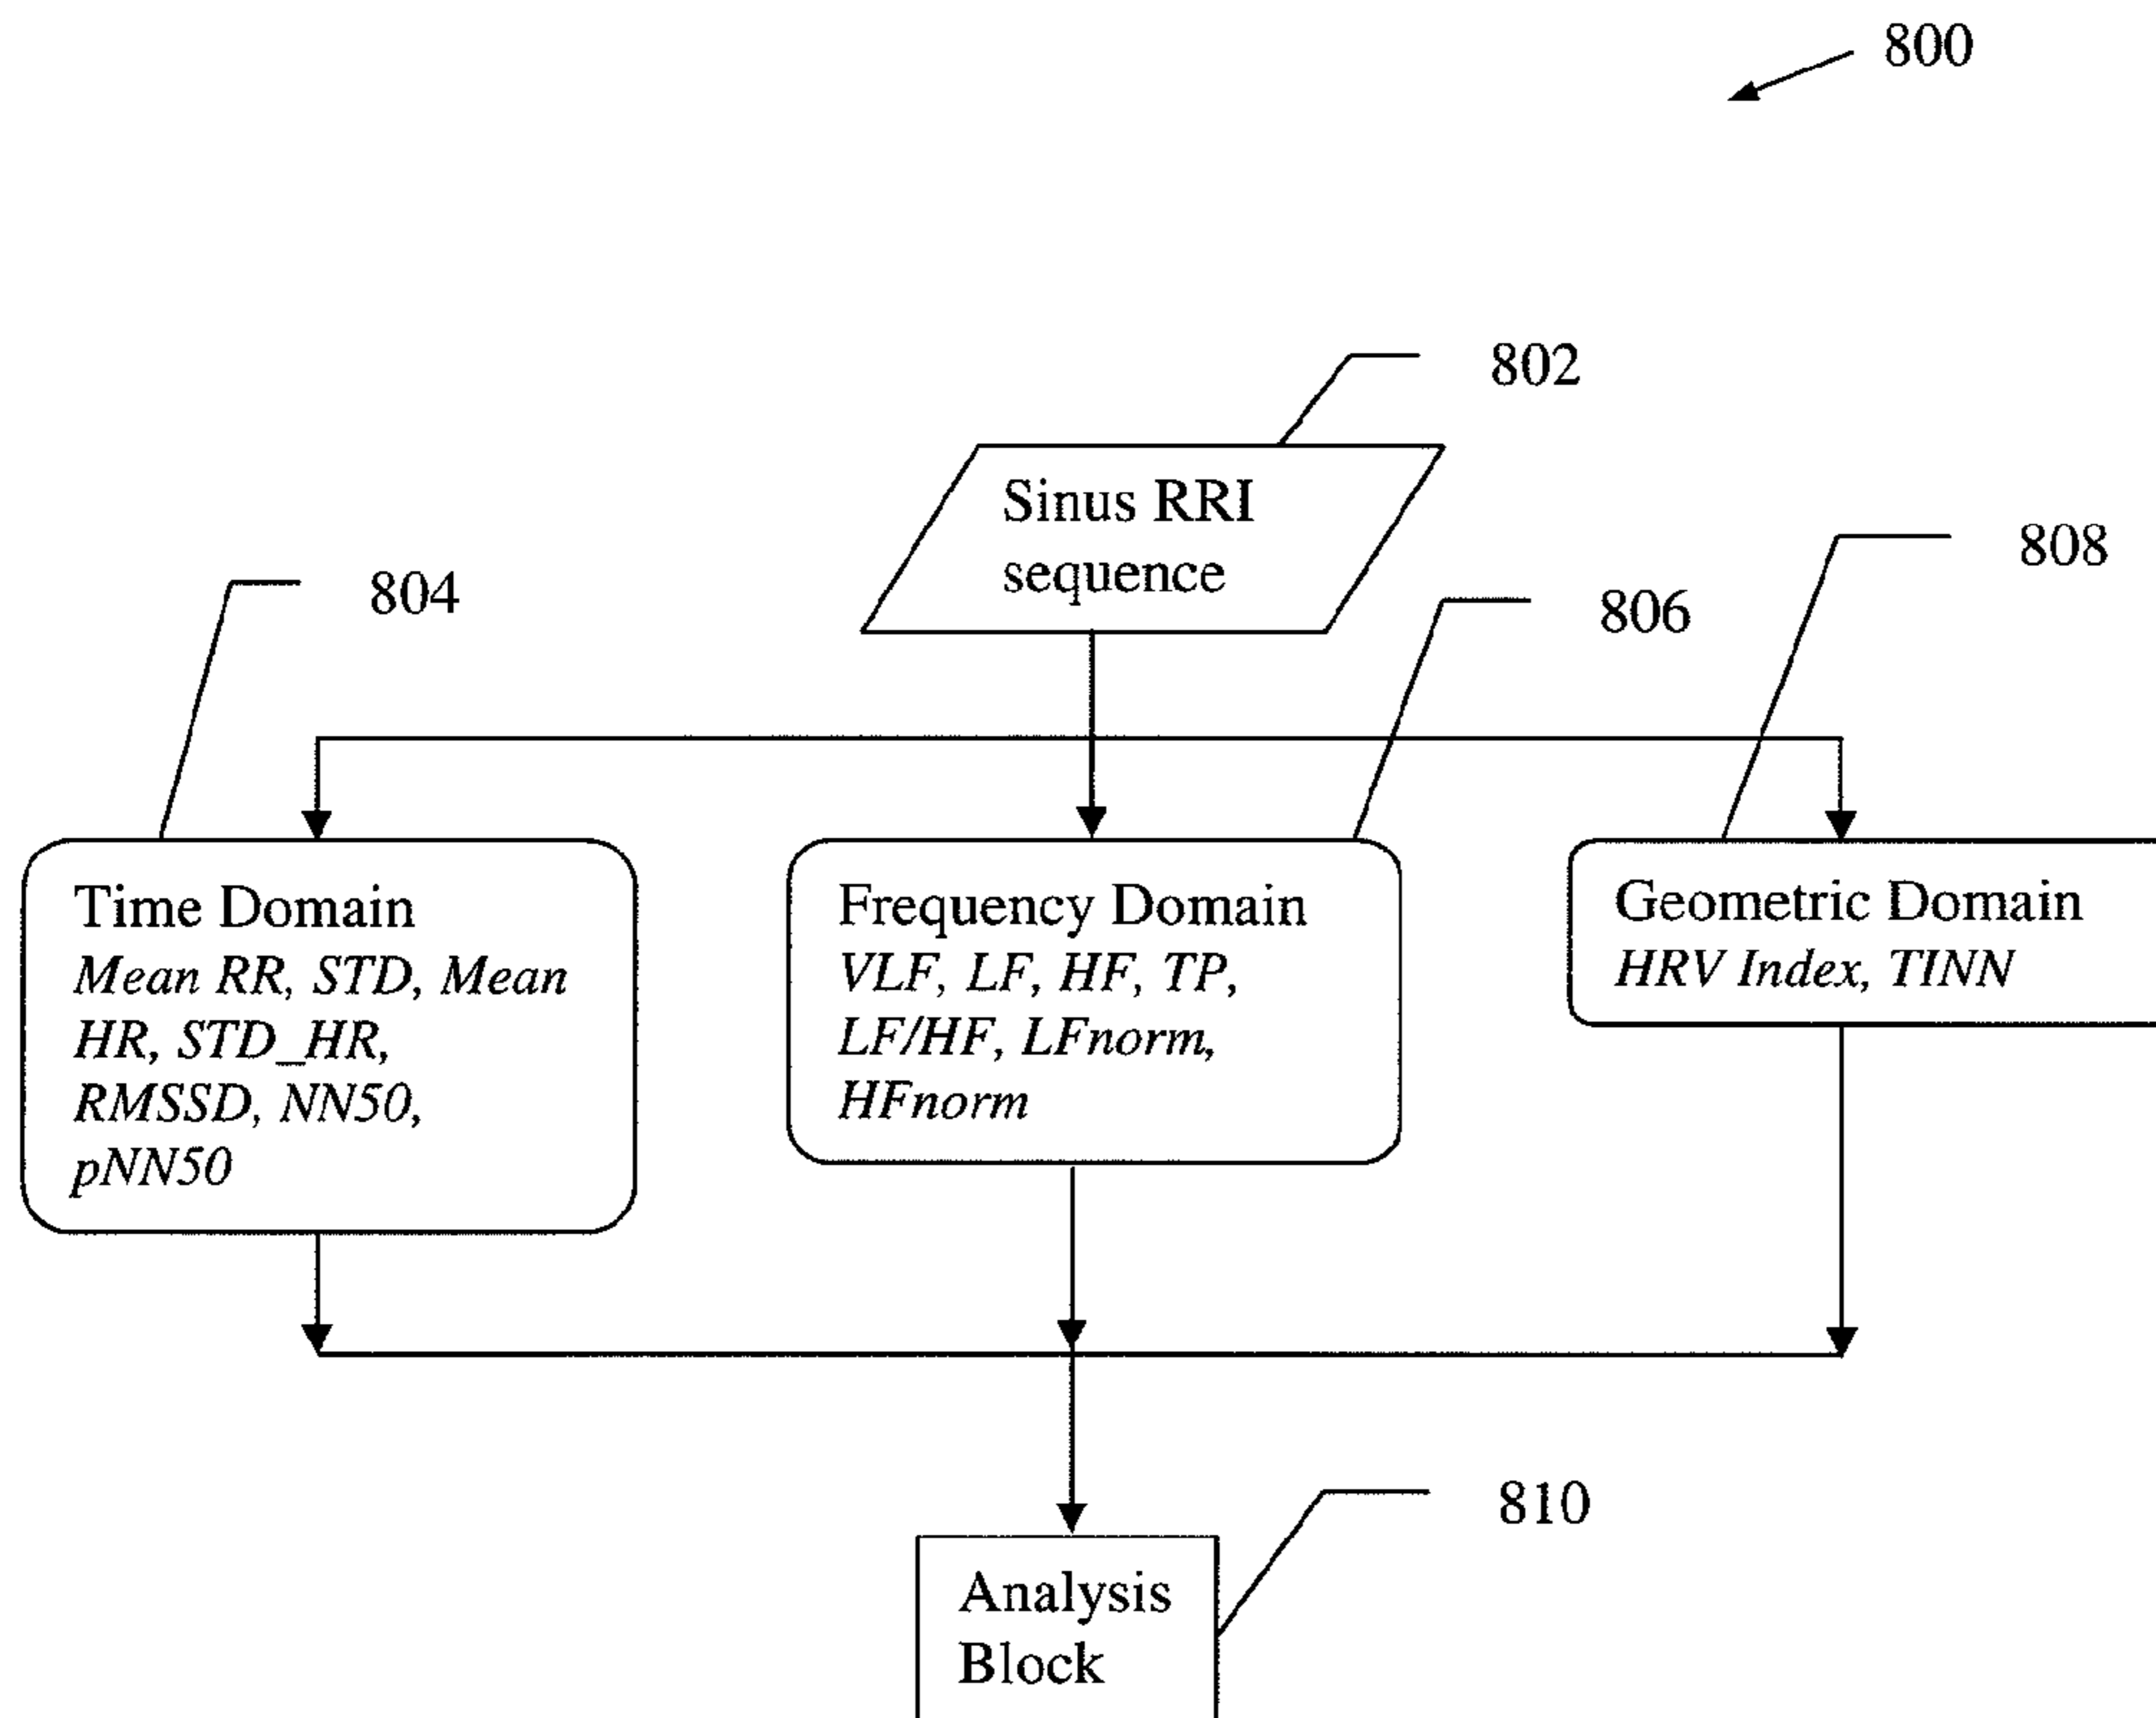 800
802
Sinus RRI
sequence
808
804
806
Time Domain
Mean RR, STD, Mean
HR, STD_HR,
RMSSD, NN50,
pNN50
Frequency Domain
VLF, LF, HF, TP,
LF/HF, LFnorm,
HFnorm
Geometric Domain
HRV Index, TINN
810
Analysis
Block